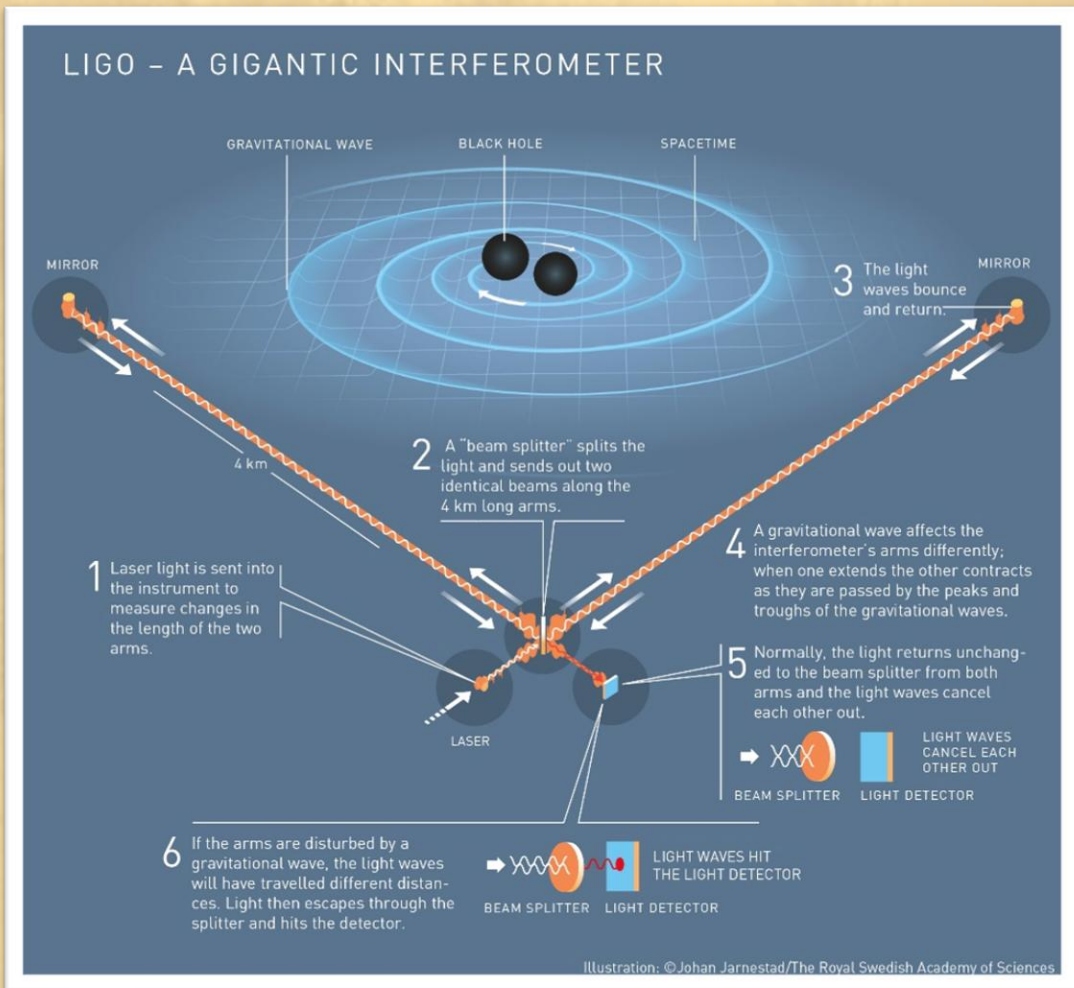 LIGO – A GIGANTIC INTERFEROMETER
GRAVITATIONAL WAVE
BLACK HOLE
SPACETIME
MIRROR
3 The light
waves bounce
and return.
MIRROR
4 km
2 A "beam splitter" splits the
light and sends out two
identical beams along the
4 km long arms.
1 Laser light is sent into
the instrument to
measure changes in
the length of the two
arms.
4 A gravitational wave affects the
interferometer's arms differently;
when one extends the other contracts
as they are passed by the peaks and
troughs of the gravitational waves.
5 Normally, the light returns unchang-
ed to the beam splitter from both
arms and the light waves cancel
each other out.
LASER
LIGHT WAVES
CANCEL EACH
OTHER OUT
BEAM SPLITTER LIGHT DETECTOR
6 If the arms are disturbed by a
gravitational wave, the light waves
will have travelled different distan-
ces. Light then escapes through the
splitter and hits the detector.
LIGHT WAVES HIT
THE LIGHT DETECTOR
BEAM SPLITTER LIGHT DETECTOR
Illustration: ©Johan Jarnestad/The Royal Swedish Academy of Sciences